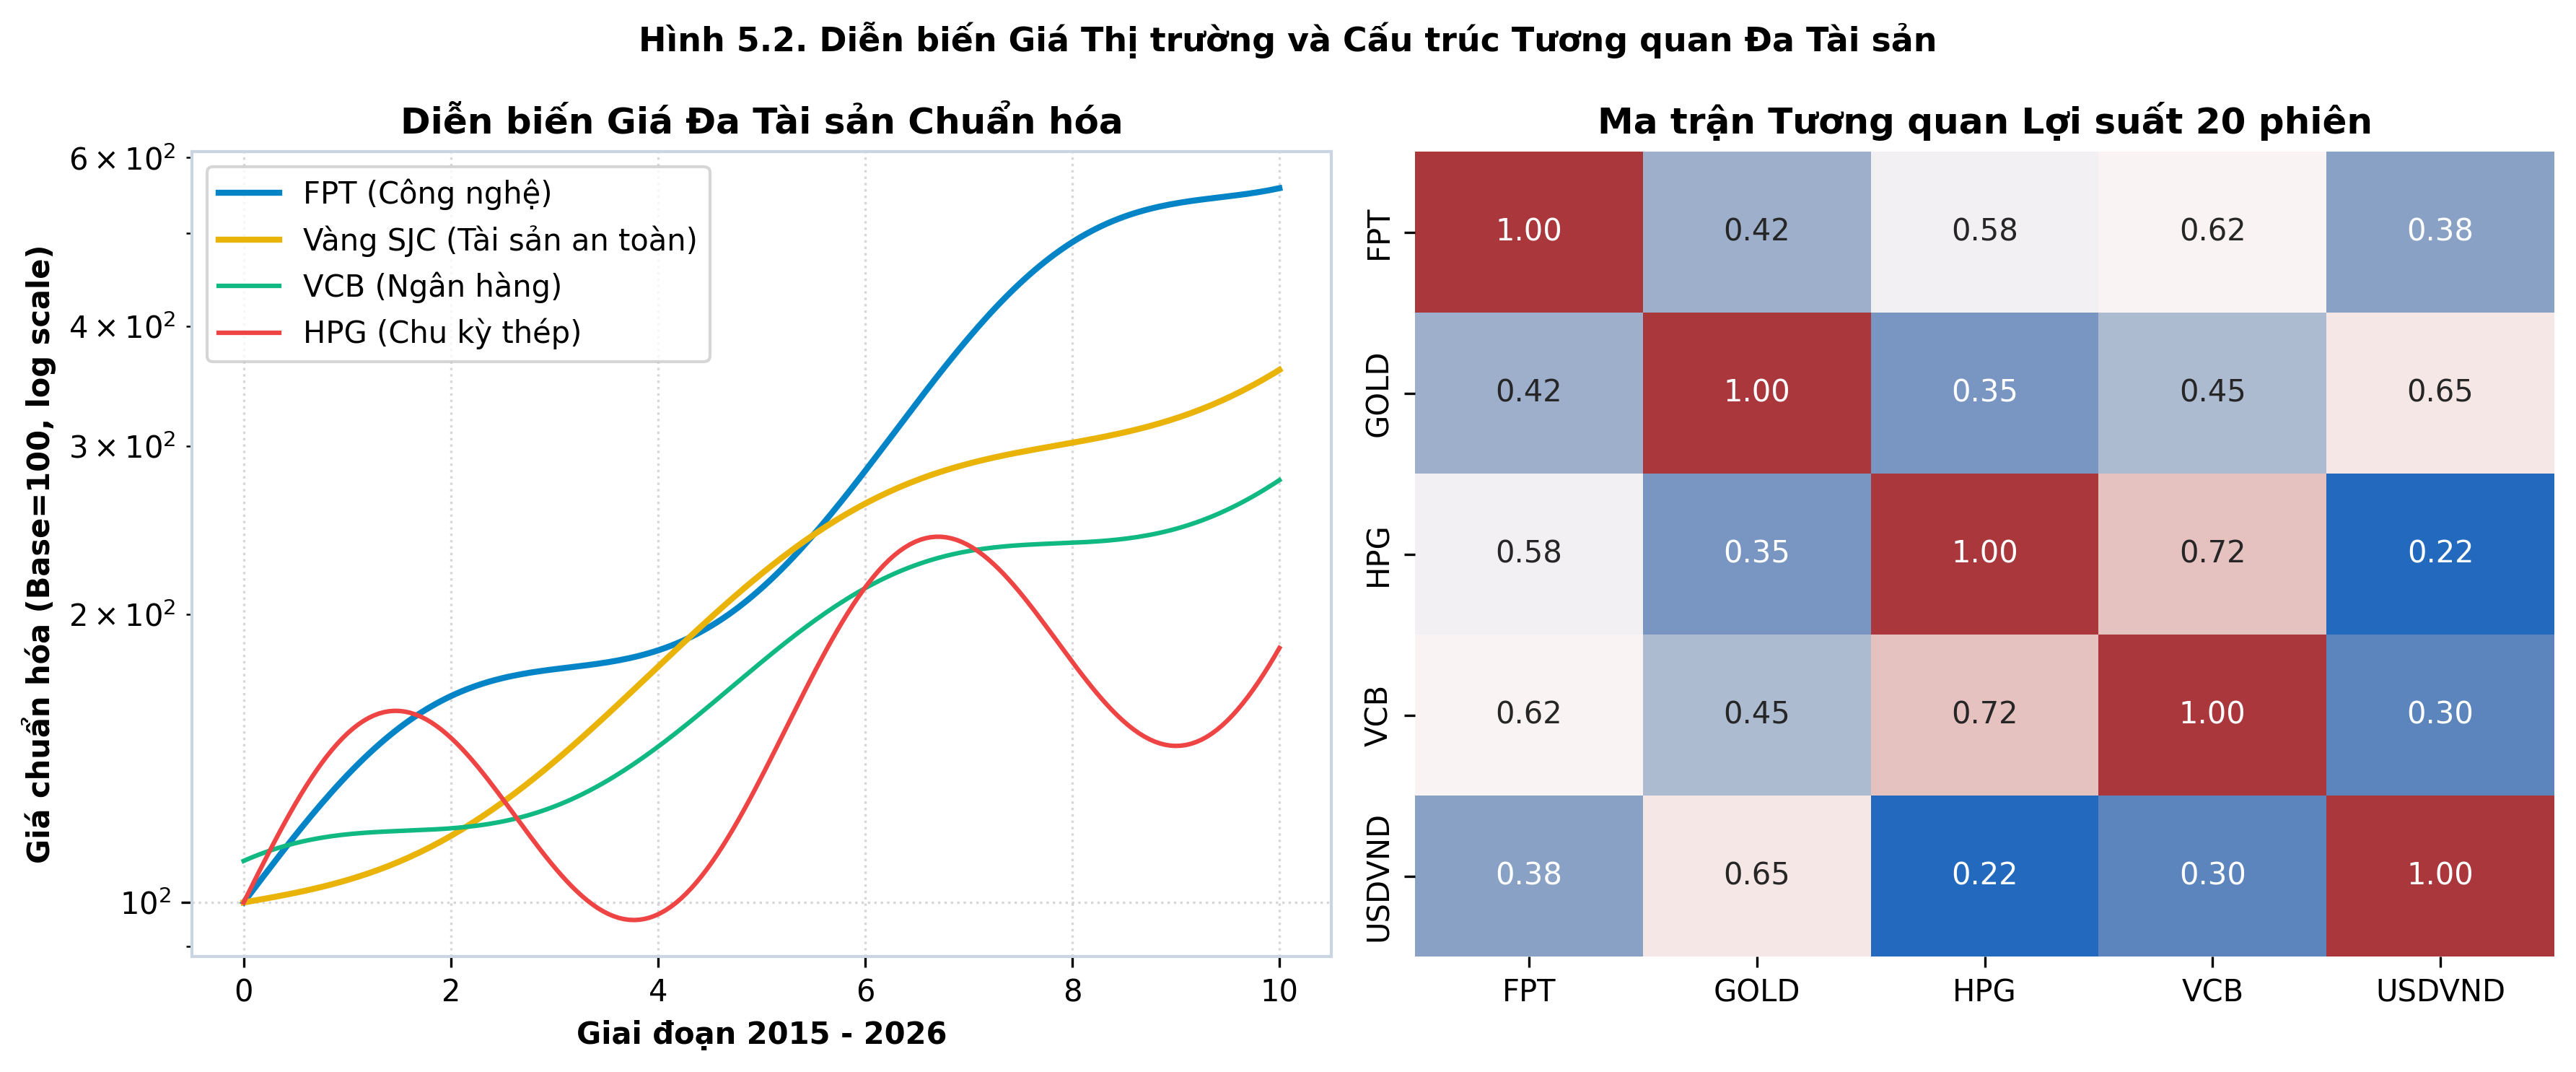 Hình 5.2. Diễn biến Giá Thị trường và Cấu trúc Tương quan Đa Tài sản
Diễn biến Giá Đa Tài sản Chuẩn hóa
Giá chuẩn hóa (Base=100, log scale)
6 × 10²
4 × 10²
3 × 10²
2 × 10²
10²
FPT (Công nghệ)
Vàng SJC (Tài sản an toàn)
VCB (Ngân hàng)
HPG (Chu kỳ thép)
0 2 4 6 8 10
Giai đoạn 2015 - 2026
Ma trận Tương quan Lợi suất 20 phiên
FPT 1.00 0.42 0.58 0.62 0.38
GOLD 0.42 1.00 0.35 0.45 0.65
HPG 0.58 0.35 1.00 0.72 0.22
VCB 0.62 0.45 0.72 1.00 0.30
USDVND 0.38 0.65 0.22 0.30 1.00
FPT GOLD HPG VCB USDVND